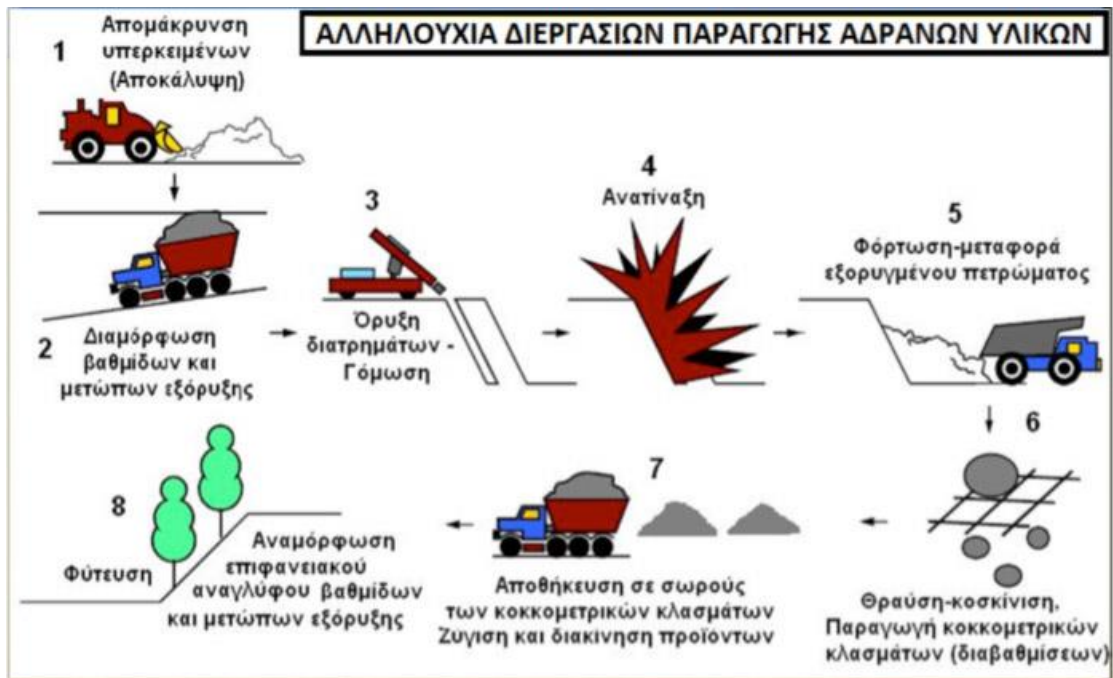 ΑΛΛΗΛΟΥΧΙΑ ΔΙΕΡΓΑΣΙΩΝ ΠΑΡΑΓΩΓΗΣ ΑΔΡΑΝΩΝ ΥΛΙΚΩΝ
1
Απομάκρυνση
υπερκειμένων
(Αποκάλυψη)
2
Διαμόρφωση
βαθμίδων και
μετώπων εξόρυξης
3
Όρυξη
διατρημάτων -
Γόμωση
4
Ανατίναξη
5
Φόρτωση-μεταφορά
εξορυγμένου πετρώματος
6
Θραύση-κοσκίνιση,
Παραγωγή κοκκομετρικών
κλασμάτων (διαβαθμίσεων)
7
Αποθήκευση σε σωρούς
των κοκκομετρικών κλασμάτων
Ζύγιση και διακίνηση προϊόντων
8
Φύτευση
Αναμόρφωση
επιφανειακού
αναγλύφου βαθμίδων
και μετώπων εξόρυξης